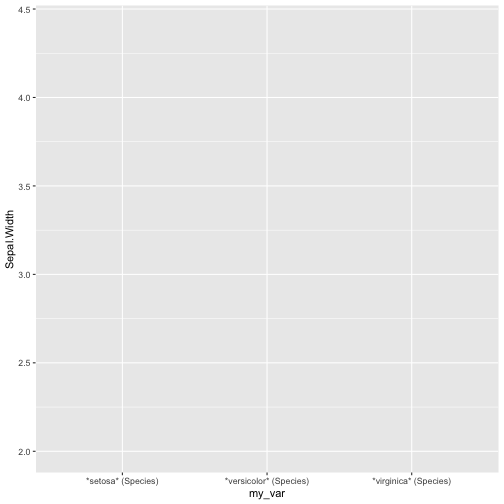 4.5
4.0
3.5
3.0
2.5
2.0
Sepal.Width
*setosa* (Species)
*versicolor* (Species)
*virginica* (Species)
my_var